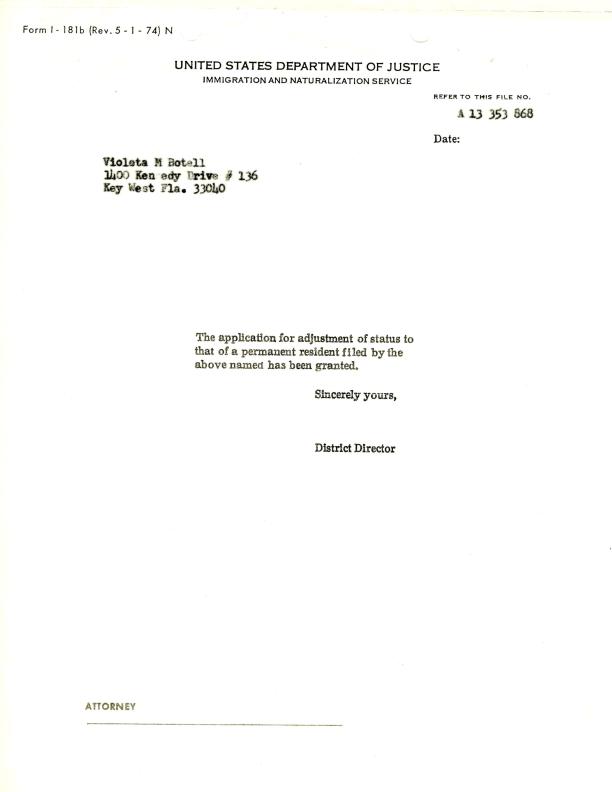 Form I-181b (Rev. 5-1-74) N
UNITED STATES DEPARTMENT OF JUSTICE
IMMIGRATION AND NATURALIZATION SERVICE
REFER TO THIS FILE NO.
A 13 353 868
Date:
Violeta M Botell
1400 Ken edy Drive # 136
Key West Fla. 33040
The application for adjustment of status to
that of a permanent resident filed by the
above named has been granted.
Sincerely yours,
District Director
ATTORNEY